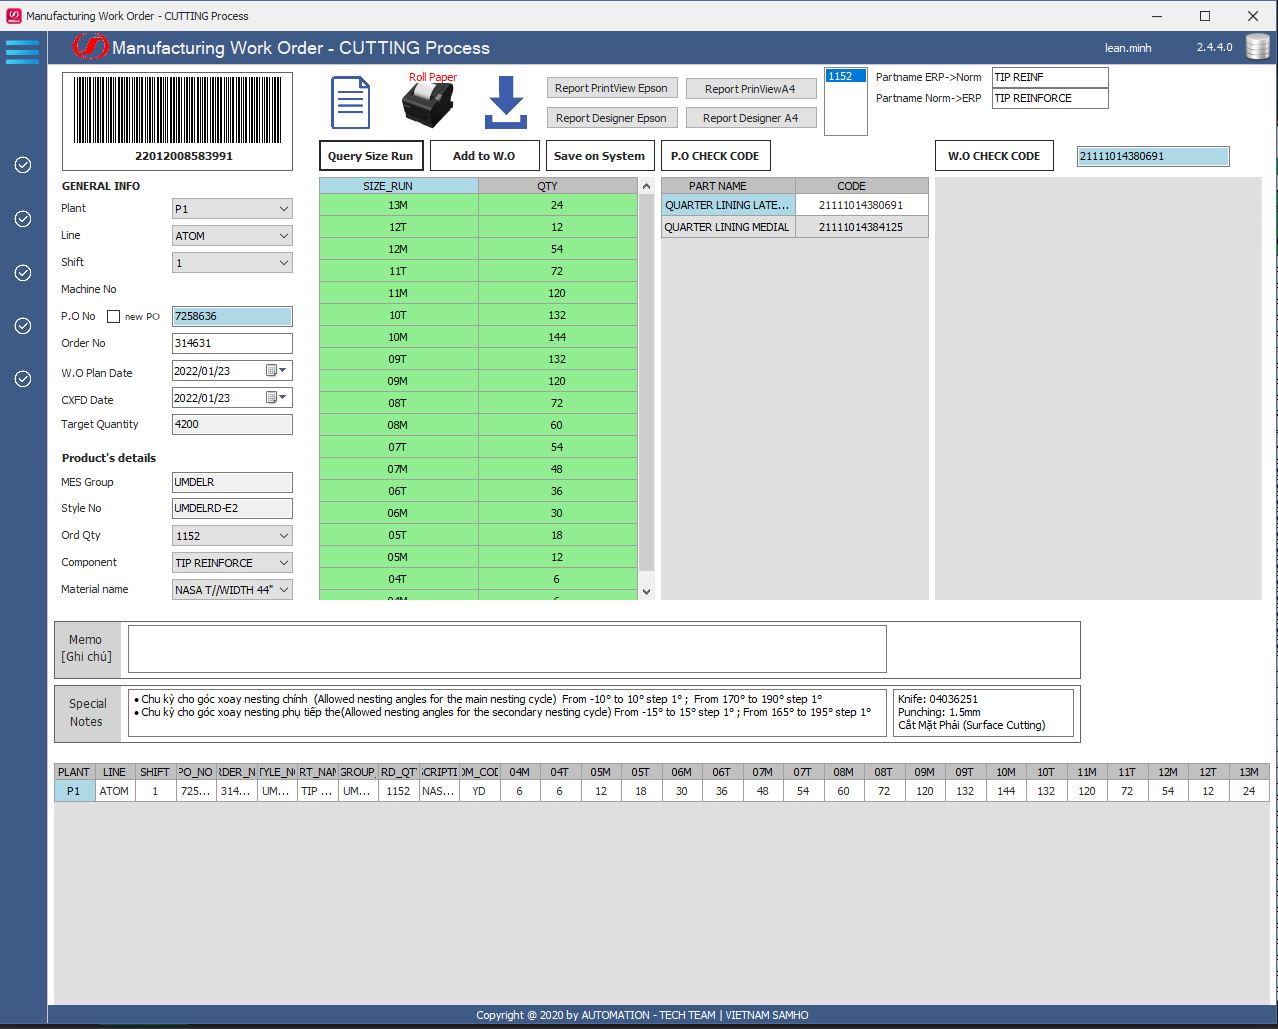 Manufacturing Work Order - CUTTING Process
Manufacturing Work Order - CUTTING Process
lean.minh 2.4.4.0
22012008583991
Roll Paper
Report PrintView Epson Report PrinViewA4
Report Designer Epson Report Designer A4
1152
Partname ERP->Norm TIP REINF
Partname Norm->ERP TIP REINFORCE
Query Size Run Add to W.O Save on System P.O CHECK CODE W.O CHECK CODE 21111014380691
GENERAL INFO
Plant P1
Line ATOM
Shift 1
Machine No
P.O No new PO 7258636
Order No 314631
W.O Plan Date 2022/01/23
CXFD Date 2022/01/23
Target Quantity 4200
Product's details
MES Group UMDELR
Style No UMDELRD-E2
Ord Qty 1152
Component TIP REINFORCE
Material name NASA T//WIDTH 44"
SIZE_RUN QTY
13M 24
12T 12
12M 54
11T 72
11M 120
10T 132
10M 144
09T 132
09M 120
08T 72
08M 60
07T 54
07M 48
06T 36
06M 30
05T 18
05M 12
04T 6
PART NAME CODE
QUARTER LINING LATE... 21111014380691
QUARTER LINING MEDIAL 21111014384125
Memo
[Ghi chú]
Special
Notes
• Chu kỳ cho góc xoay nesting chính (Allowed nesting angles for the main nesting cycle) From -10° to 10° step 1° ; From 170° to 190° step 1°
• Chu kỳ cho góc xoay nesting phụ tiếp the(Allowed nesting angles for the secondary nesting cycle) From -15° to 15° step 1° ; From 165° to 195° step 1°
Knife: 04036251
Punching: 1.5mm
Cắt Mặt Phải (Surface Cutting)
PLANT LINE SHIFT PO_NO RDER_N TYLE_NO RT_NAM GROUP_ RD_QTY SCRIPTI OM_COD 04M 04T 05M 05T 06M 06T 07M 07T 08M 08T 09M 09T 10M 10T 11M 11T 12M 12T 13M
P1 ATOM 1 725... 314... UM... TIP ... UM... 1152 NAS... YD 6 6 12 18 30 36 48 54 60 72 120 132 144 132 120 72 54 12 24
Copyright @ 2020 by AUTOMATION - TECH TEAM | VIETNAM SAMHO